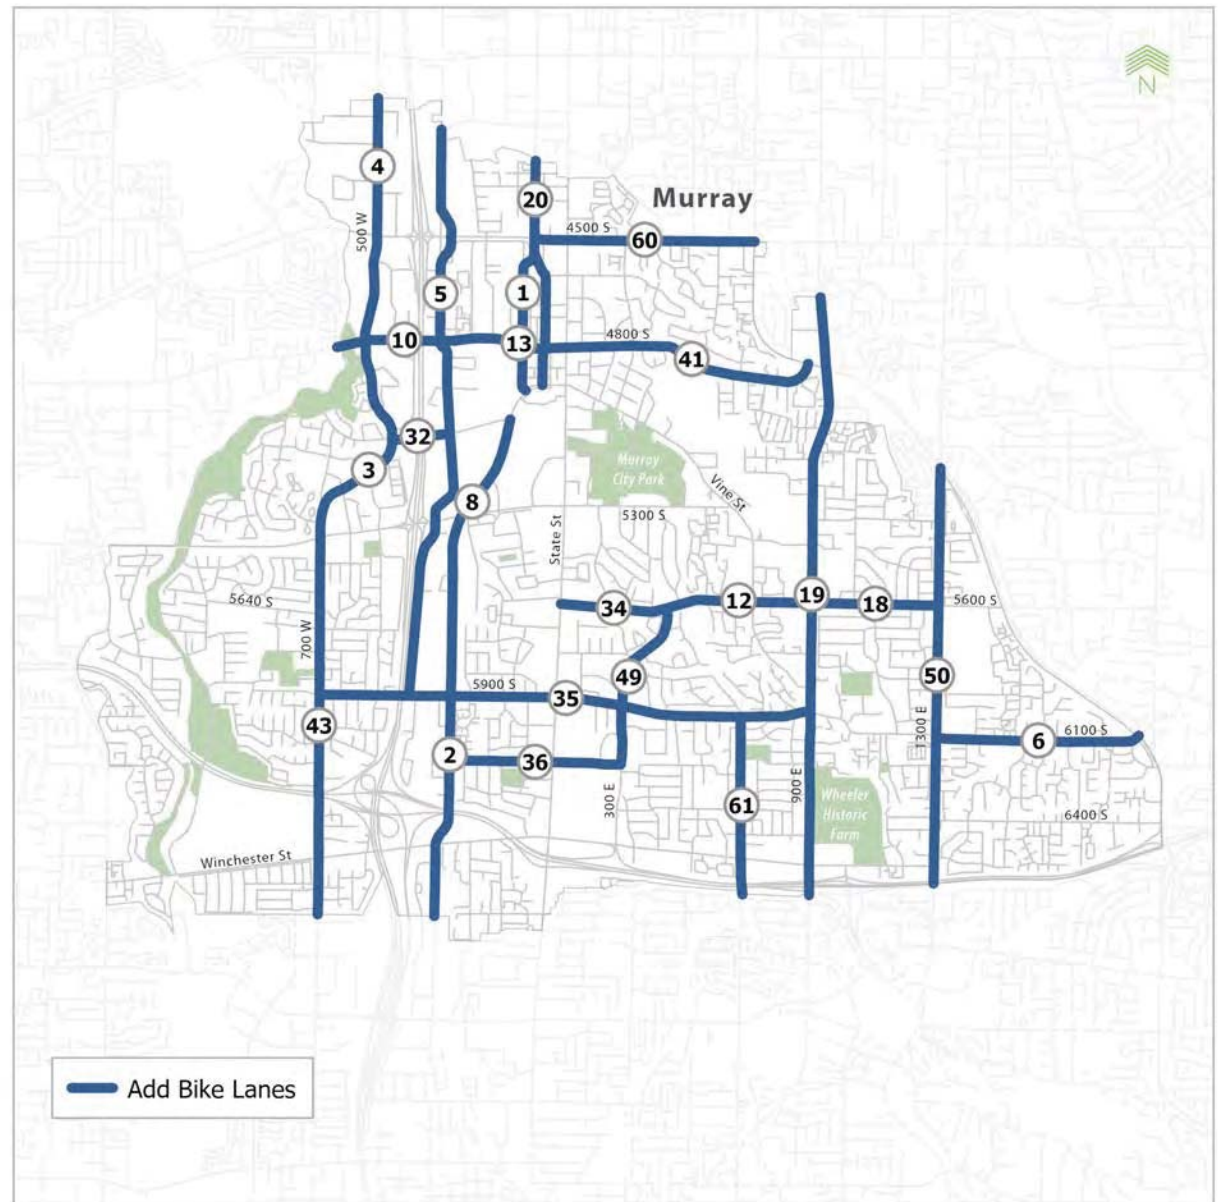 N
4
20
Murray
500 W
4500 S
60
5
1
10
13
4800 S
41
32
3
8
Murray
City Park
Vine St
5300 S
State St
5640 S
700 W
34
12
19
18
5600 S
49
50
5900 S
35
43
1300 E
6
6100 S
2
36
300 E
61
900 E
Wheeler
Historic
Farm
6400 S
Winchester St
Add Bike Lanes